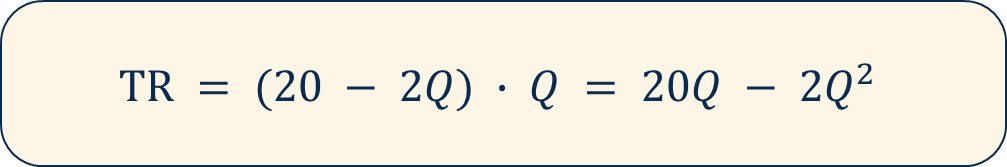 TR = (20 − 2Q) · Q = 20Q − 2Q²